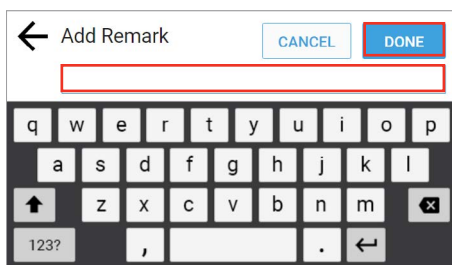 Add Remark CANCEL DONE
q w e r t y u i o p
a s d f g h j k l
z x c v b n m
123? , .